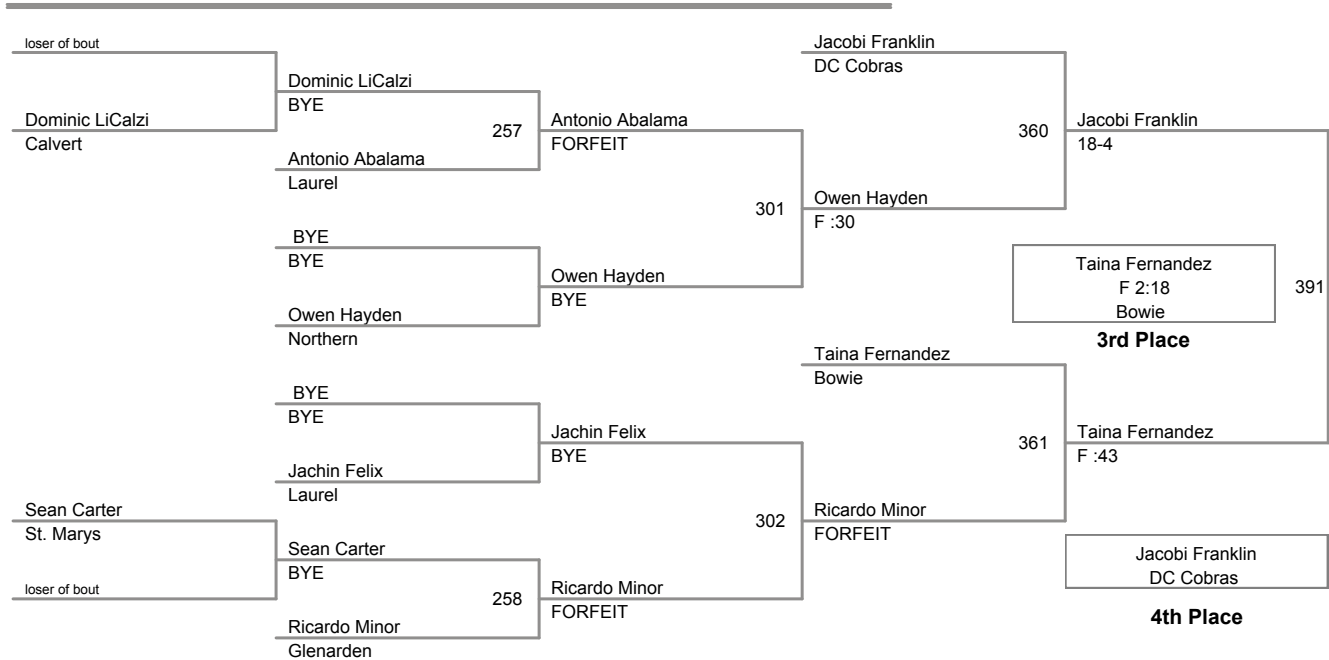 loser of bout
Jacobi Franklin
DC Cobras
Dominic LiCalzi
BYE
Dominic LiCalzi
Calvert
257
Antonio Abalama
FORFEIT
360
Jacobi Franklin
18-4
Antonio Abalama
Laurel
Owen Hayden
F :30
301
BYE
BYE
Owen Hayden
BYE
Taina Fernandez
F 2:18
Bowie
391
3rd Place
Owen Hayden
Northern
Taina Fernandez
Bowie
BYE
BYE
Jachin Felix
BYE
361
Taina Fernandez
F :43
Jachin Felix
Laurel
Sean Carter
St. Marys
302
Ricardo Minor
FORFEIT
Sean Carter
BYE
Jacobi Franklin
DC Cobras
loser of bout
258
Ricardo Minor
FORFEIT
4th Place
Ricardo Minor
Glenarden